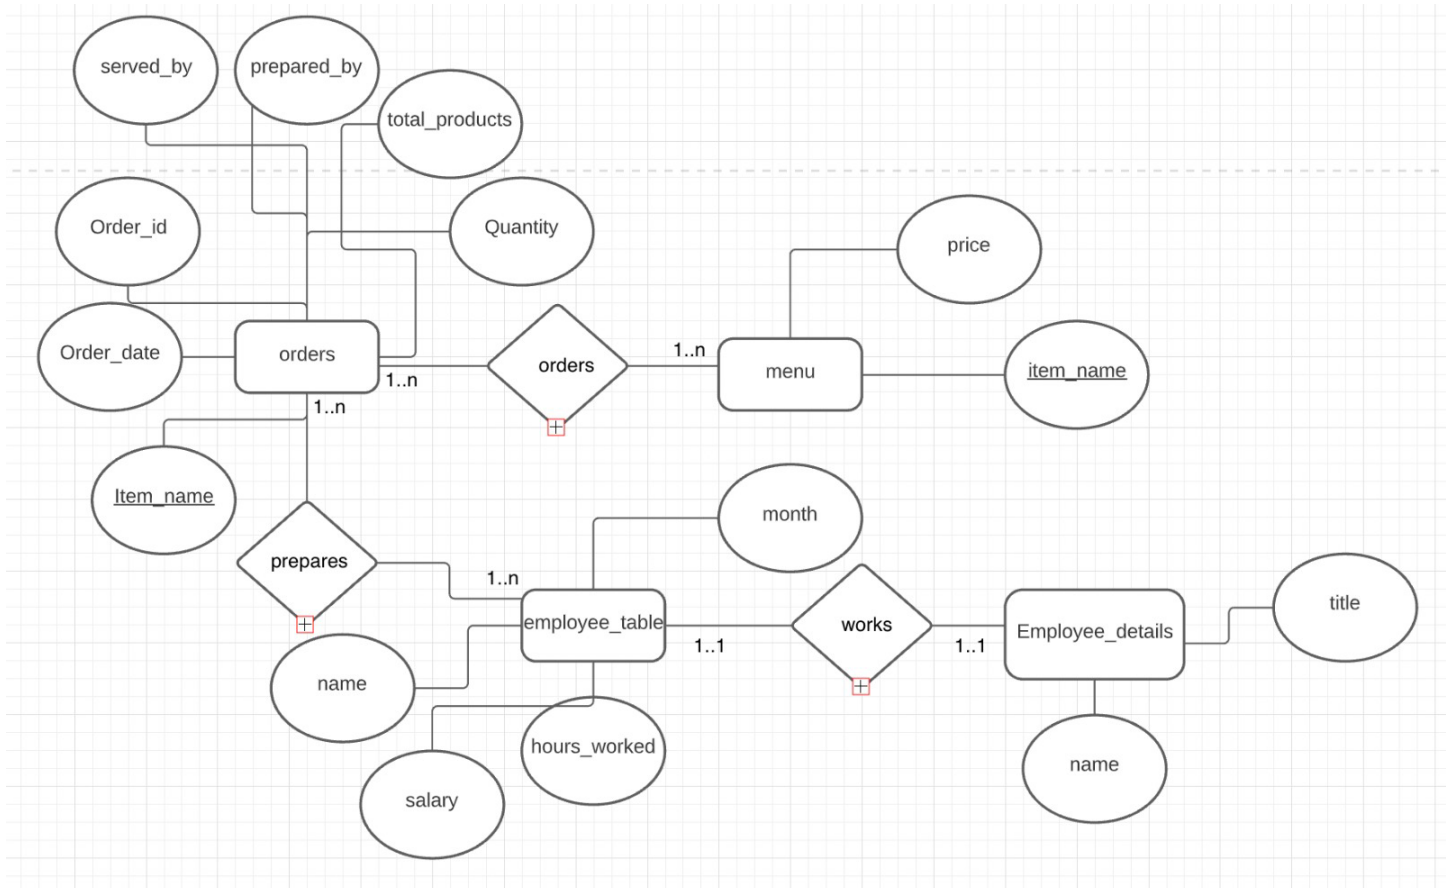 served_by
prepared_by
total_products
Order_id
Quantity
price
Order_date
orders
orders
menu
item_name
1..n
1..n
1..n
Item_name
month
prepares
1..n
employee_table
works
Employee_details
title
1..1
1..1
name
hours_worked
name
salary